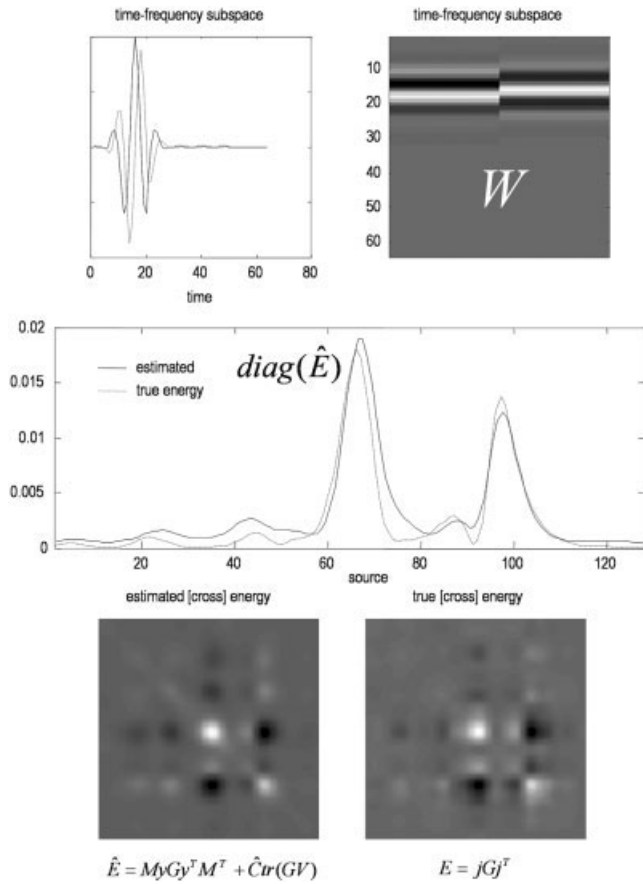 time-frequency subspace
time-frequency subspace
0 20 40 60 80
time
10
20
30
40
50
60
W
0.02
0.015
0.01
0.005
0
estimated
true energy
diag(Ê)
20 40 60 80 100 120
source
estimated [cross] energy
true [cross] energy
Ê = MyGyᵀMᵀ + Ĉtr(GV)
E = jGjᵀ